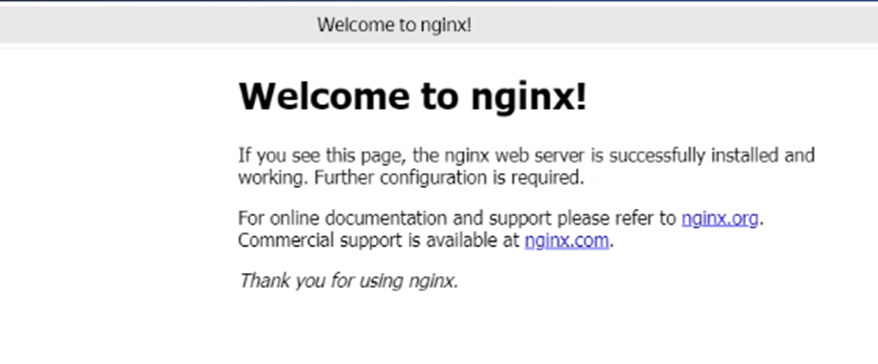 Welcome to nginx!
Welcome to nginx!
If you see this page, the nginx web server is successfully installed and
working. Further configuration is required.
For online documentation and support please refer to nginx.org.
Commercial support is available at nginx.com.
Thank you for using nginx.